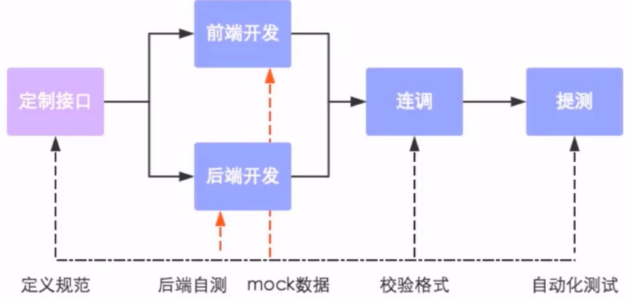 前端开发
定制接口
连调
提测
后端开发
定义规范
后端自测
mock数据
校验格式
自动化测试